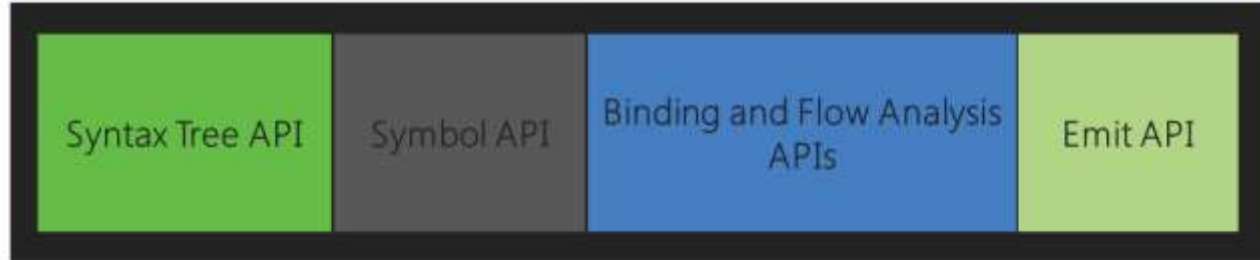 Syntax Tree API
Symbol API
Binding and Flow Analysis
APIs
Emit API